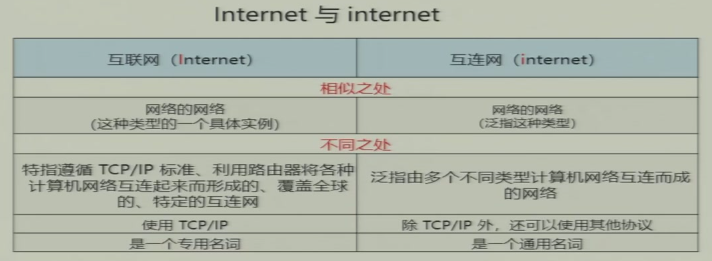 Internet 与 internet
互联网（Internet）
互连网（internet）
相似之处
网络的网络
(这种类型的一个具体实例)
网络的网络
(泛指这种类型)
不同之处
特指遵循 TCP/IP 标准、利用路由器将各种
计算机网络互连起来而形成的、覆盖全球
的、特定的互连网
泛指由多个不同类型计算机网络互连而成
的网络
使用 TCP/IP
除 TCP/IP 外，还可以使用其他协议
是一个专用名词
是一个通用名词